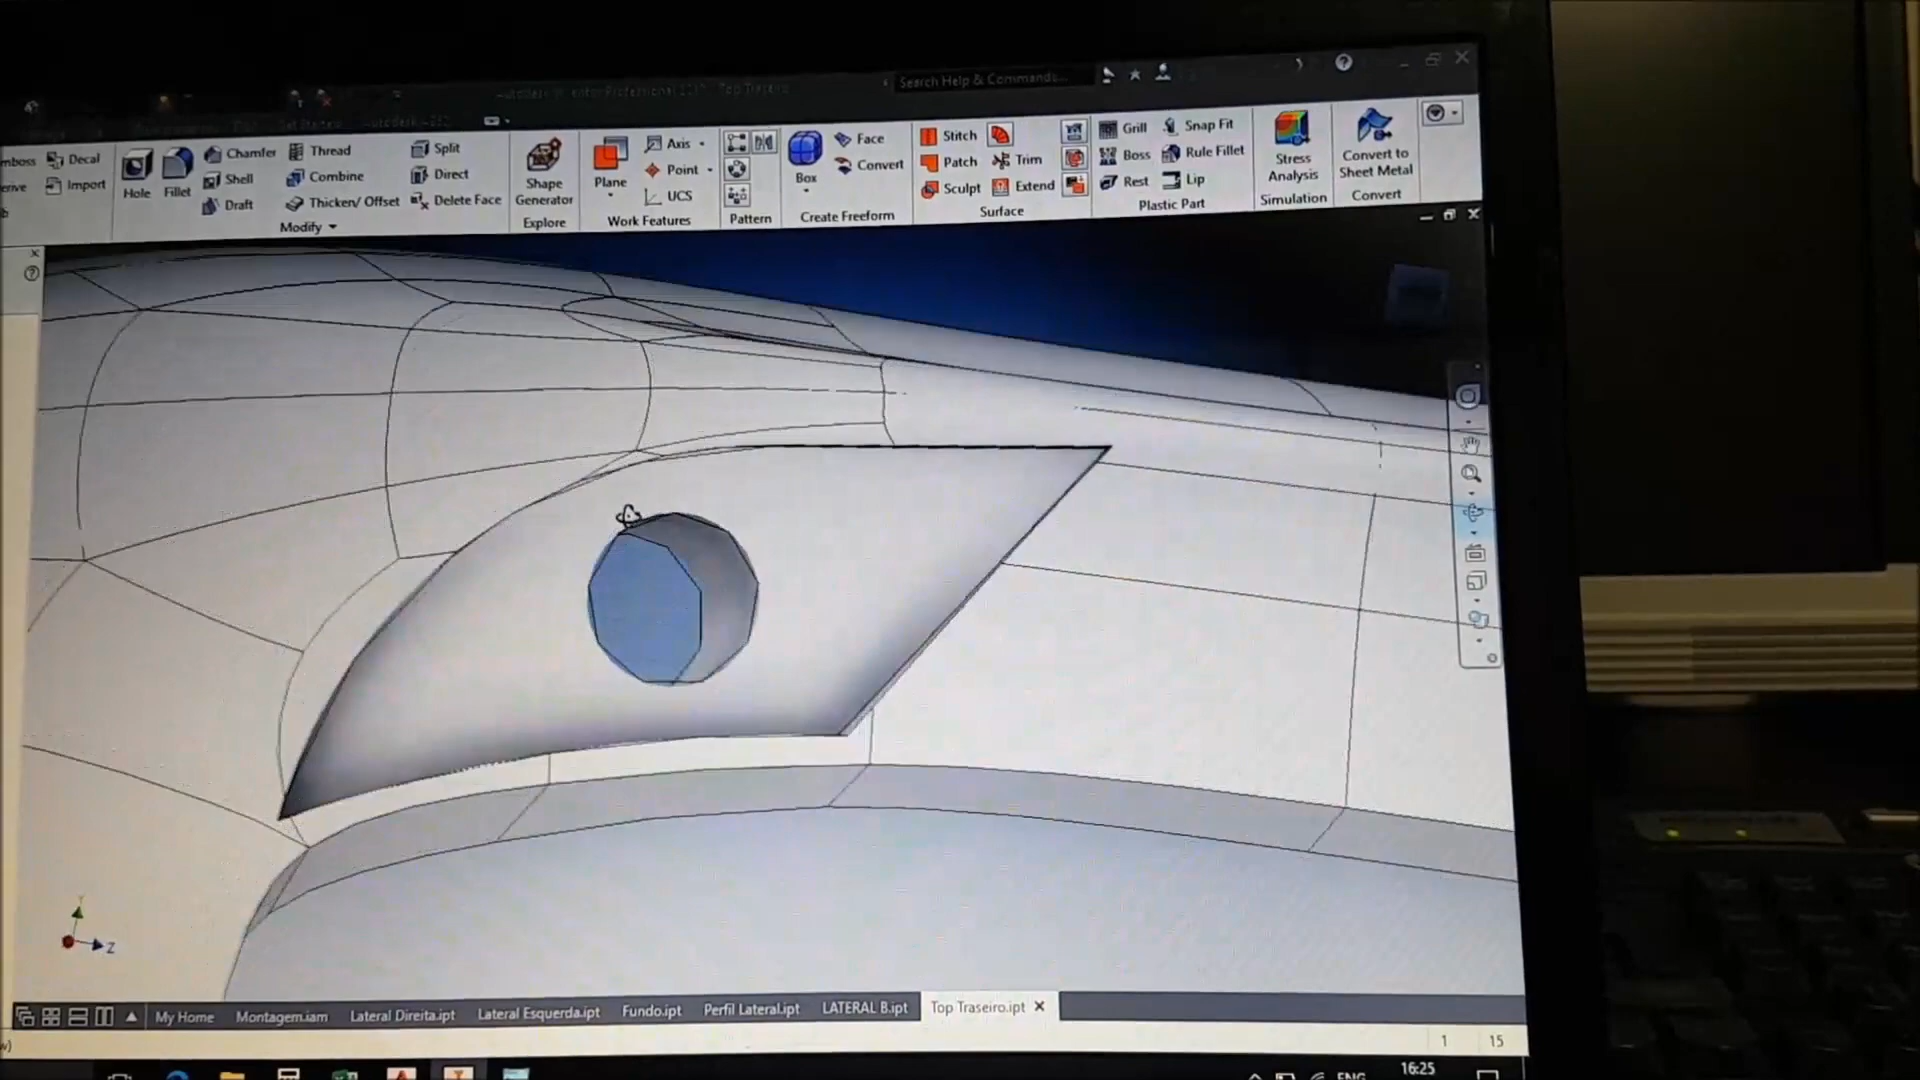 Search Help & Commands...
Top Traseiro
Decal
Import
Hole
Fillet
Chamfer
Shell
Draft
Thread
Combine
Thicken/ Offset
Split
Direct
Delete Face
Modify
Shape
Generator
Explore
Plane
Axis
Point
UCS
Work Features
Pattern
Box
Face
Convert
Create Freeform
Stitch
Patch
Sculpt
Trim
Extend
Surface
Grill
Boss
Rest
Snap Fit
Rule Fillet
Lip
Plastic Part
Stress
Analysis
Simulation
Convert to
Sheet Metal
Convert
Y
Z
My Home
Montagem.iam
Lateral Direita.ipt
Lateral Esquerda.ipt
Fundo.ipt
Perfil Lateral.ipt
LATERAL B.ipt
Top Traseiro.ipt
1 15
ENG
16:25